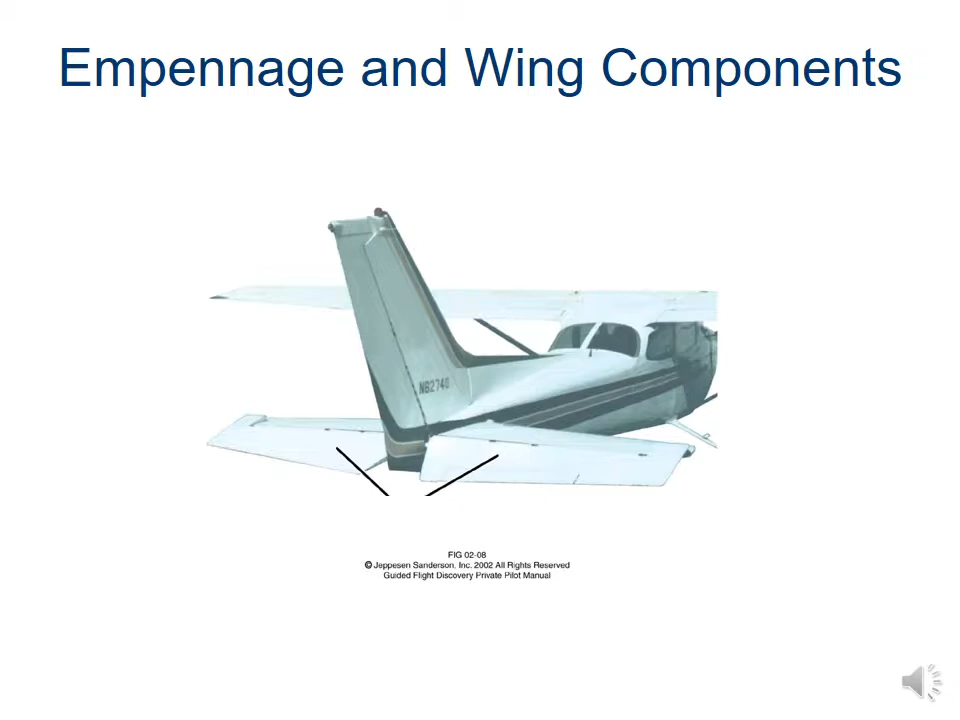 Empennage and Wing Components
N62740
FIG 02-08
© Jeppesen Sanderson, Inc. 2002 All Rights Reserved
Guided Flight Discovery Private Pilot Manual